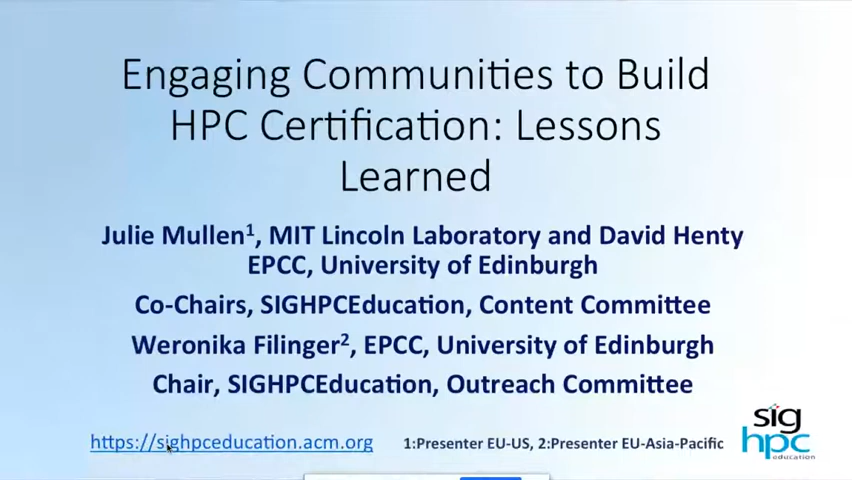 Engaging Communities to Build
HPC Certification: Lessons
Learned
Julie Mullen¹, MIT Lincoln Laboratory and David Henty
EPCC, University of Edinburgh
Co-Chairs, SIGHPCEducation, Content Committee
Weronika Filinger², EPCC, University of Edinburgh
Chair, SIGHPCEducation, Outreach Committee
https://sighpceducation.acm.org
1:Presenter EU-US, 2:Presenter EU-Asia-Pacific
sig
hpc
education